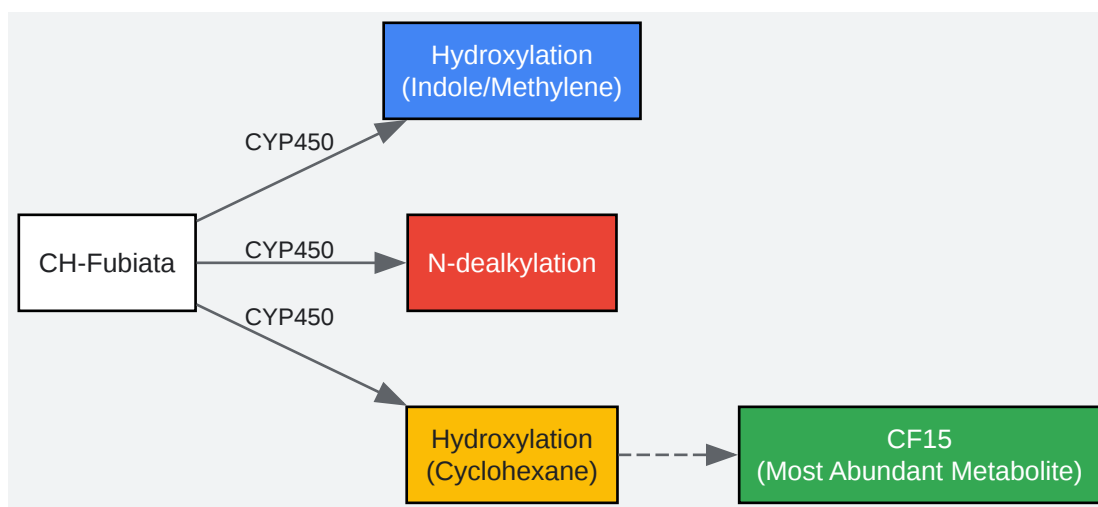 Hydroxylation
(Indole/Methylene)
CYP450
CH-Fubiata
CYP450
N-dealkylation
CYP450
Hydroxylation
(Cyclohexane)
CF15
(Most Abundant Metabolite)